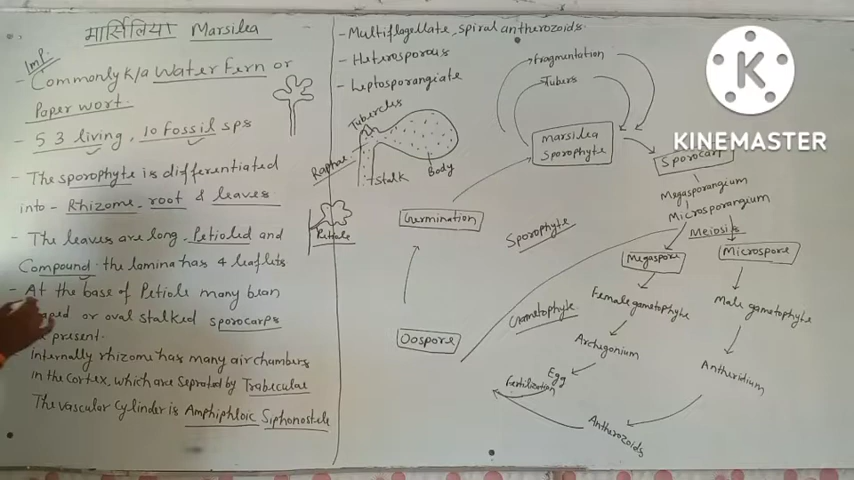 मार्सिलिया Marsilea
Imp.
- Commonly k/a Water Fern or
Paper wort.
- 53 living, 10 Fossil sps
- The sporophyte is differentiated
into - Rhizome, root & leaves
- The leaves are long, Petioled and
Compound. the lamina has 4 leaflets
- At the base of Petiole many bean
or oval stalked sporocarps
present.
Internally rhizome has many air chambers
in the cortex, which are seprated by Trabeculae
The vascular cylinder is Amphiphloic Siphonostele
- Multiflagellate, spiral antherozoids.
- Heterosporous
- Leptosporangiate
Tubercles
Raphae
Stalk
Body
Petiole
Fragmentation
Tubers
Marsilea
Sporophyte
Sporocarp
Megasporangium
Microsporangium
Meiosis
Megaspore
Microspore
Female gametophyte
Male gametophyte
Archegonium
Antheridium
Egg
Fertilization
Antherozoids
Oospore
Germination
Sporophyte
Gametophyte
K
KINEMASTER